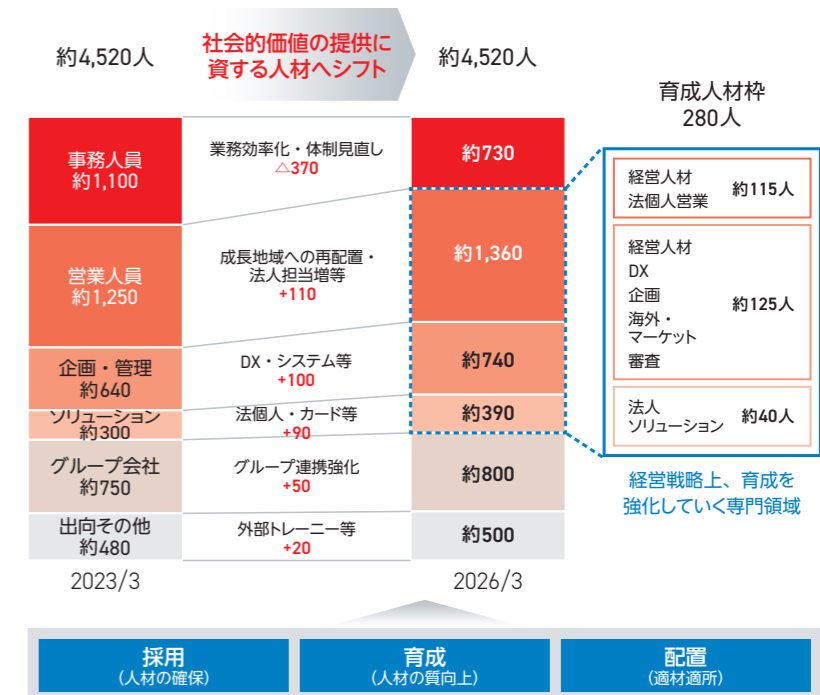 約4,520人
社会的価値の提供に
資する人材へシフト
約4,520人
事務人員
約1,100
業務効率化・体制見直し
△370
約730
営業人員
約1,250
成長地域への再配置・
法人担当増等
+110
約1,360
企画・管理
約640
DX・システム等
+100
約740
ソリューション
約300
法個人・カード等
+90
約390
グループ会社
約750
グループ連携強化
+50
約800
出向その他
約480
外部トレーニー等
+20
約500
2023/3
2026/3
育成人材枠
280人
経営人材
法個人営業
約115人
経営人材
DX
企画
海外・
マーケット
審査
約125人
法人
ソリューション
約40人
経営戦略上、育成を
強化していく専門領域
採用
（人材の確保）
育成
（人材の質向上）
配置
（適材適所）